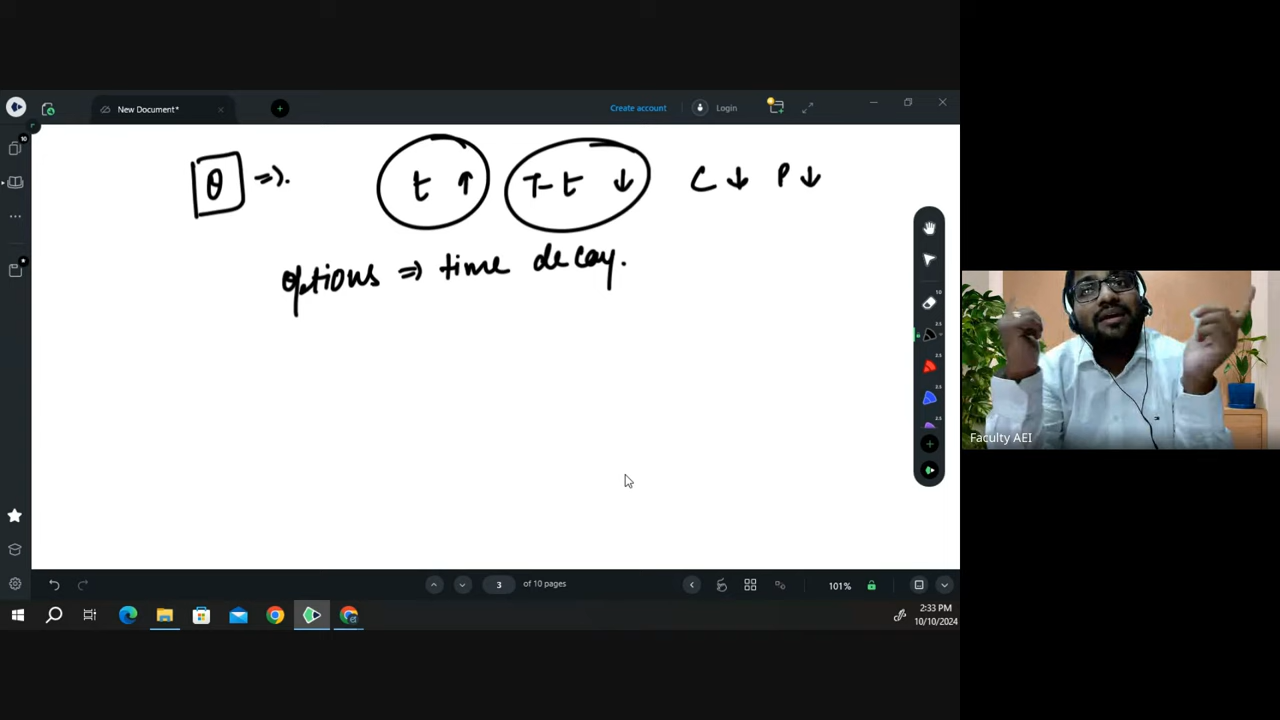 New Document*
Create account
Login
θ ⇒. t ↑ T-t ↓ C ↓ P ↓
options ⇒ time decay.
Faculty AEI
3 of 10 pages
101%
2:33 PM
10/10/2024